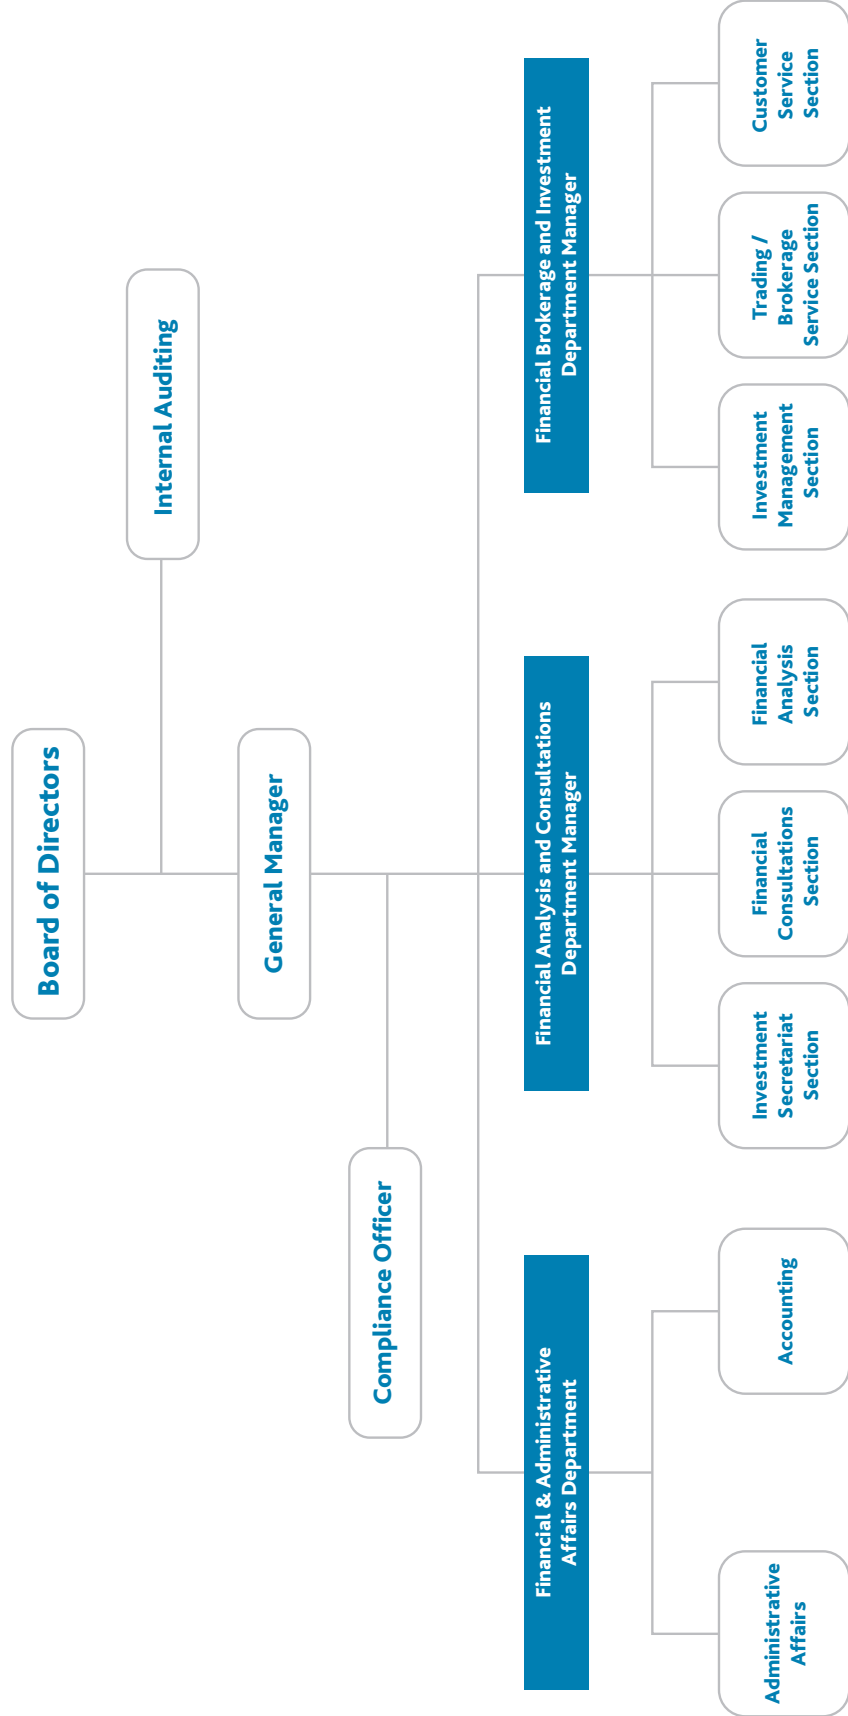 Board of Directors
Internal Auditing
General Manager
Compliance Officer
Financial & Administrative
Affairs Department
Financial Analysis and Consultations
Department Manager
Financial Brokerage and Investment
Department Manager
Administrative
Affairs
Accounting
Investment
Secretariat
Section
Financial
Consultations
Section
Financial
Analysis
Section
Investment
Management
Section
Trading /
Brokerage
Service Section
Customer
Service
Section